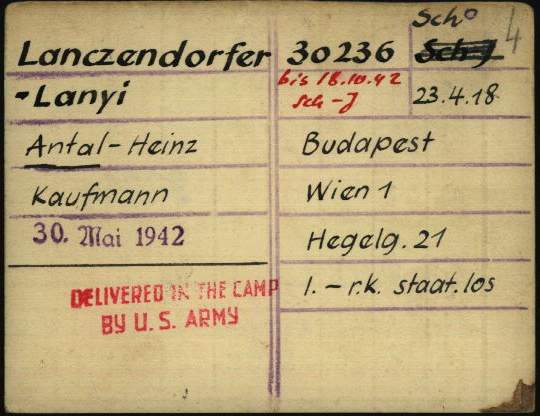 Schº 4
Lanczendorfer 30236 Sch-J
-Lanyi bis 18.10.42
Sch-J 23.4.18
Antal-Heinz Budapest
Kaufmann Wien 1
30. Mai 1942 Hegelg. 21
l. - r.k. staat.los
DELIVERED IN THE CAMP
BY U.S. ARMY